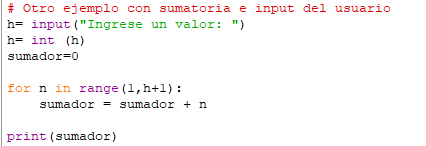 # Otro ejemplo con sumatoria e input del usuario
h= input("Ingrese un valor: ")
h= int (h)
sumador=0
for n in range(1,h+1):
    sumador = sumador + n
print(sumador)